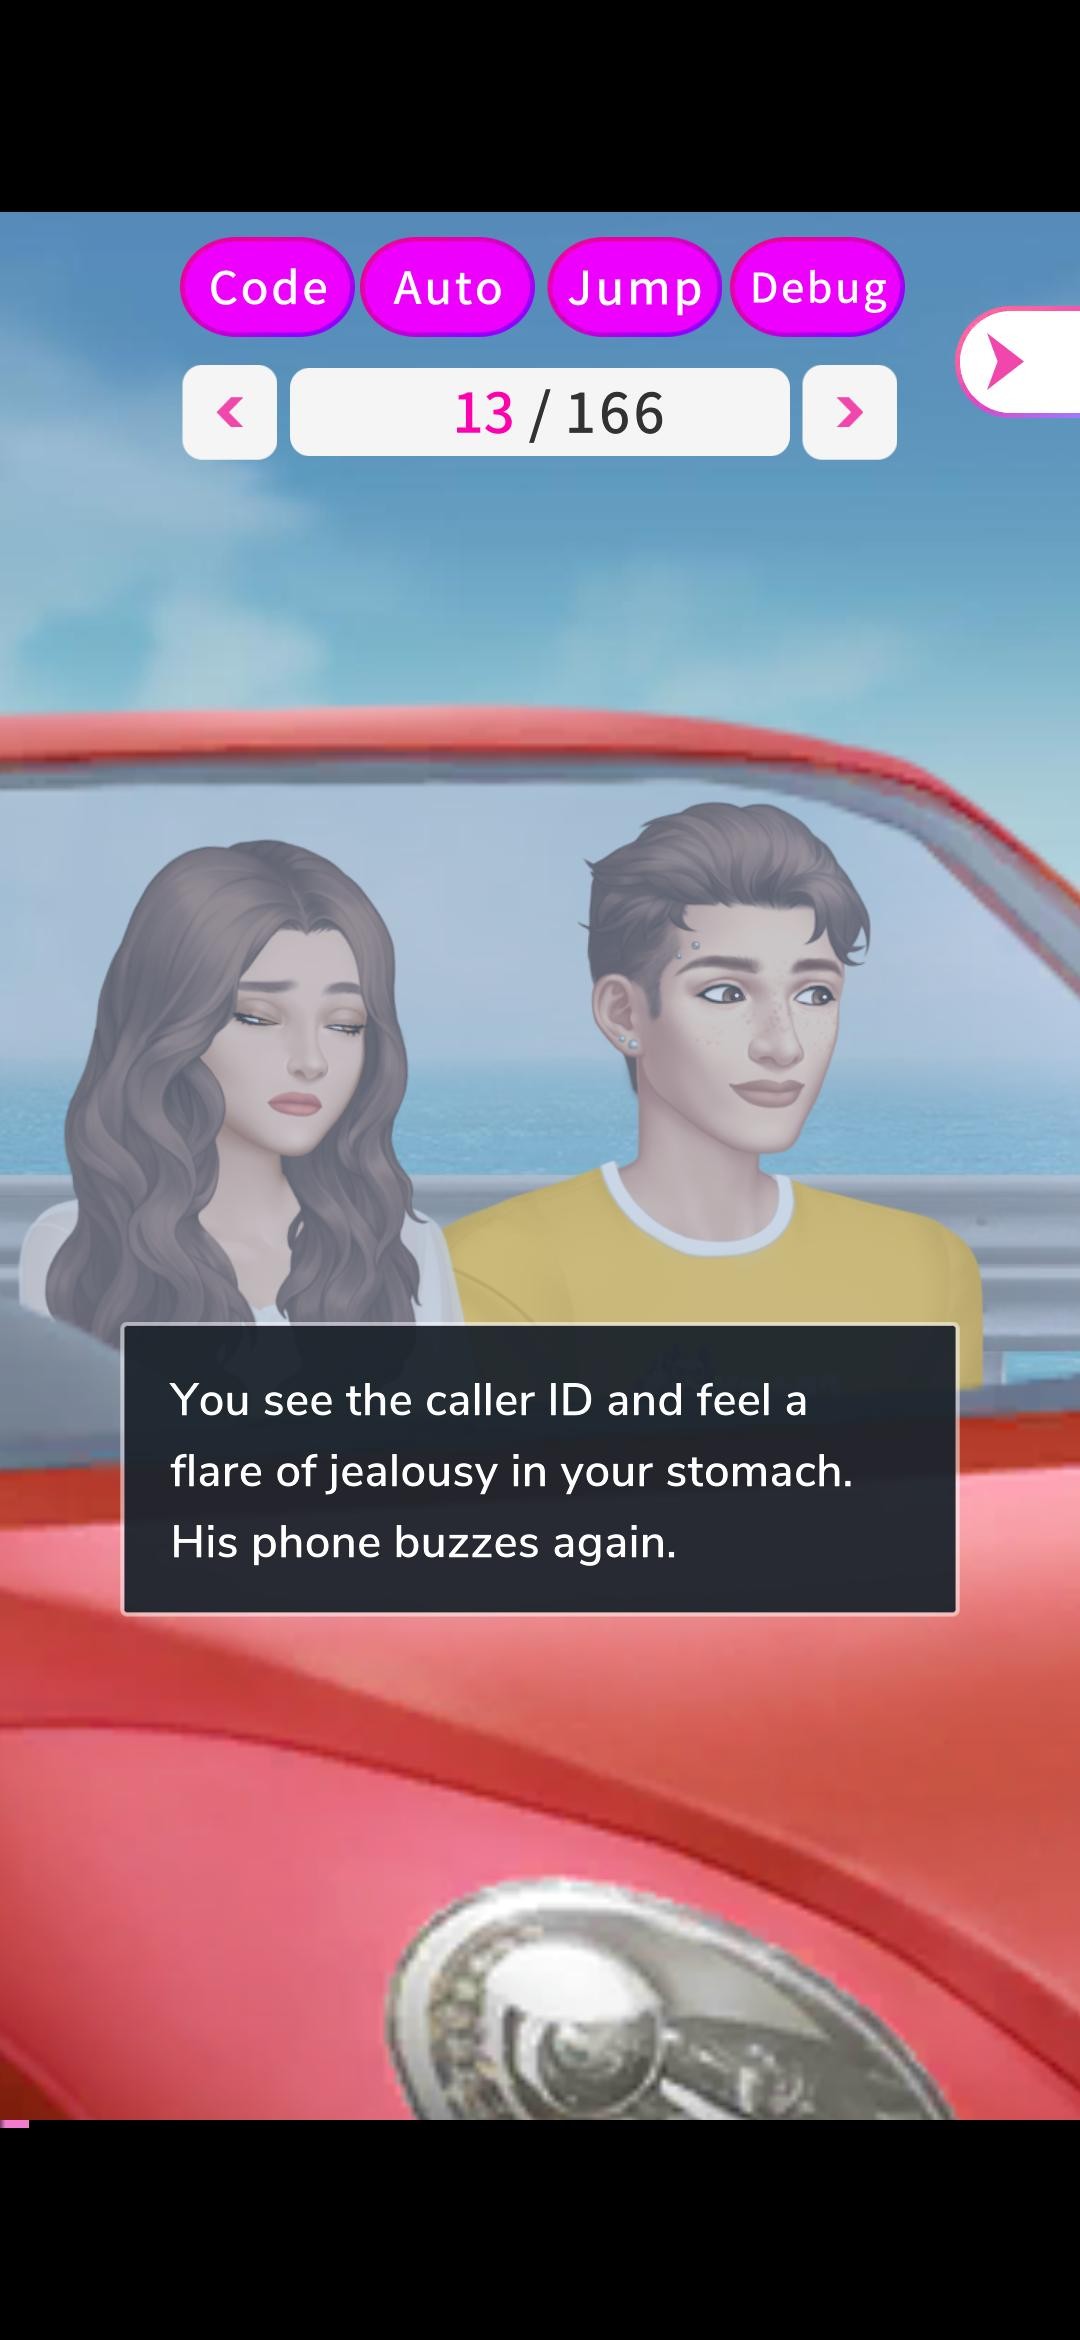 Code Auto Jump Debug
13 / 166
You see the caller ID and feel a
flare of jealousy in your stomach.
His phone buzzes again.